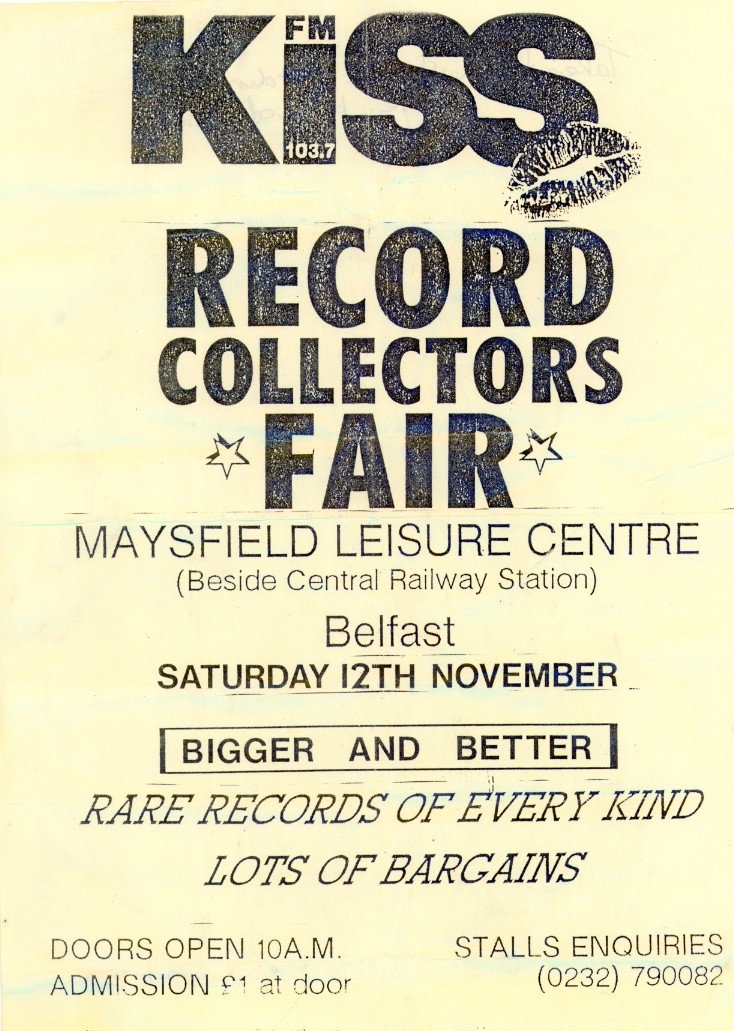 KiSS
FM
103.7
RECORD
COLLECTORS
FAIR
MAYSFIELD LEISURE CENTRE
(Beside Central Railway Station)
Belfast
SATURDAY 12TH NOVEMBER
BIGGER AND BETTER
RARE RECORDS OF EVERY KIND
LOTS OF BARGAINS
DOORS OPEN 10A.M.
ADMISSION £1 at door
STALLS ENQUIRIES
(0232) 790082